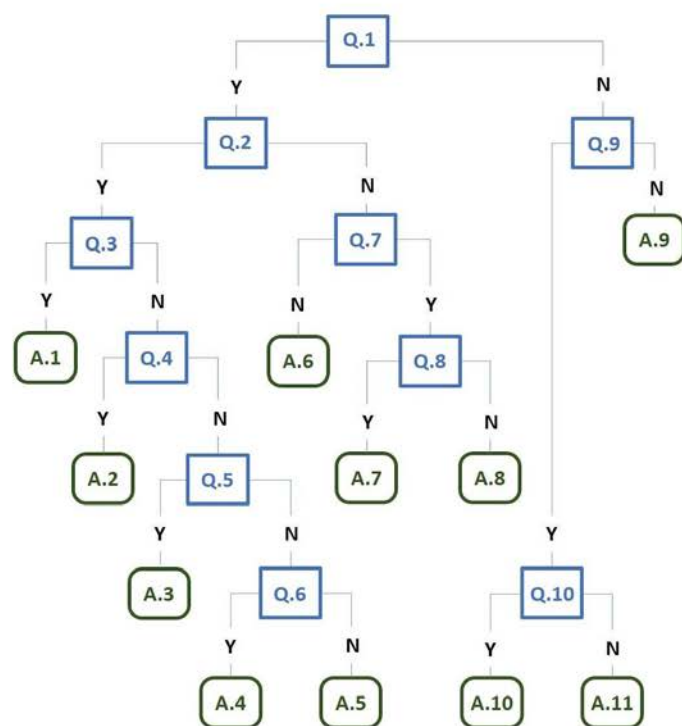 Q.1
Y N
Q.2 Q.9
Y N N
Q.3 Q.7 A.9
Y N N Y
A.1 Q.4 A.6 Q.8
Y N Y N
A.2 Q.5 A.7 A.8
Y N Y
A.3 Q.6 Q.10
Y N Y N
A.4 A.5 A.10 A.11